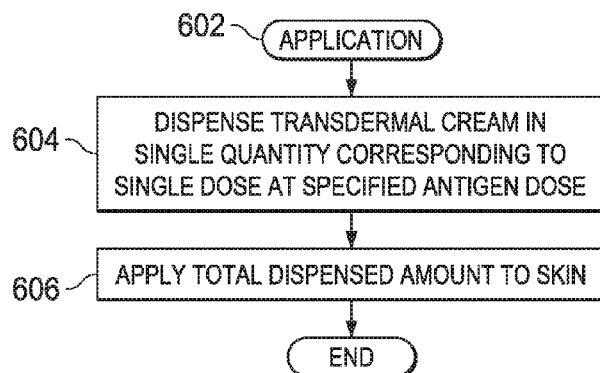 602
APPLICATION
604
DISPENSE TRANSDERMAL CREAM IN
SINGLE QUANTITY CORRESPONDING TO
SINGLE DOSE AT SPECIFIED ANTIGEN DOSE
606
APPLY TOTAL DISPENSED AMOUNT TO SKIN
END